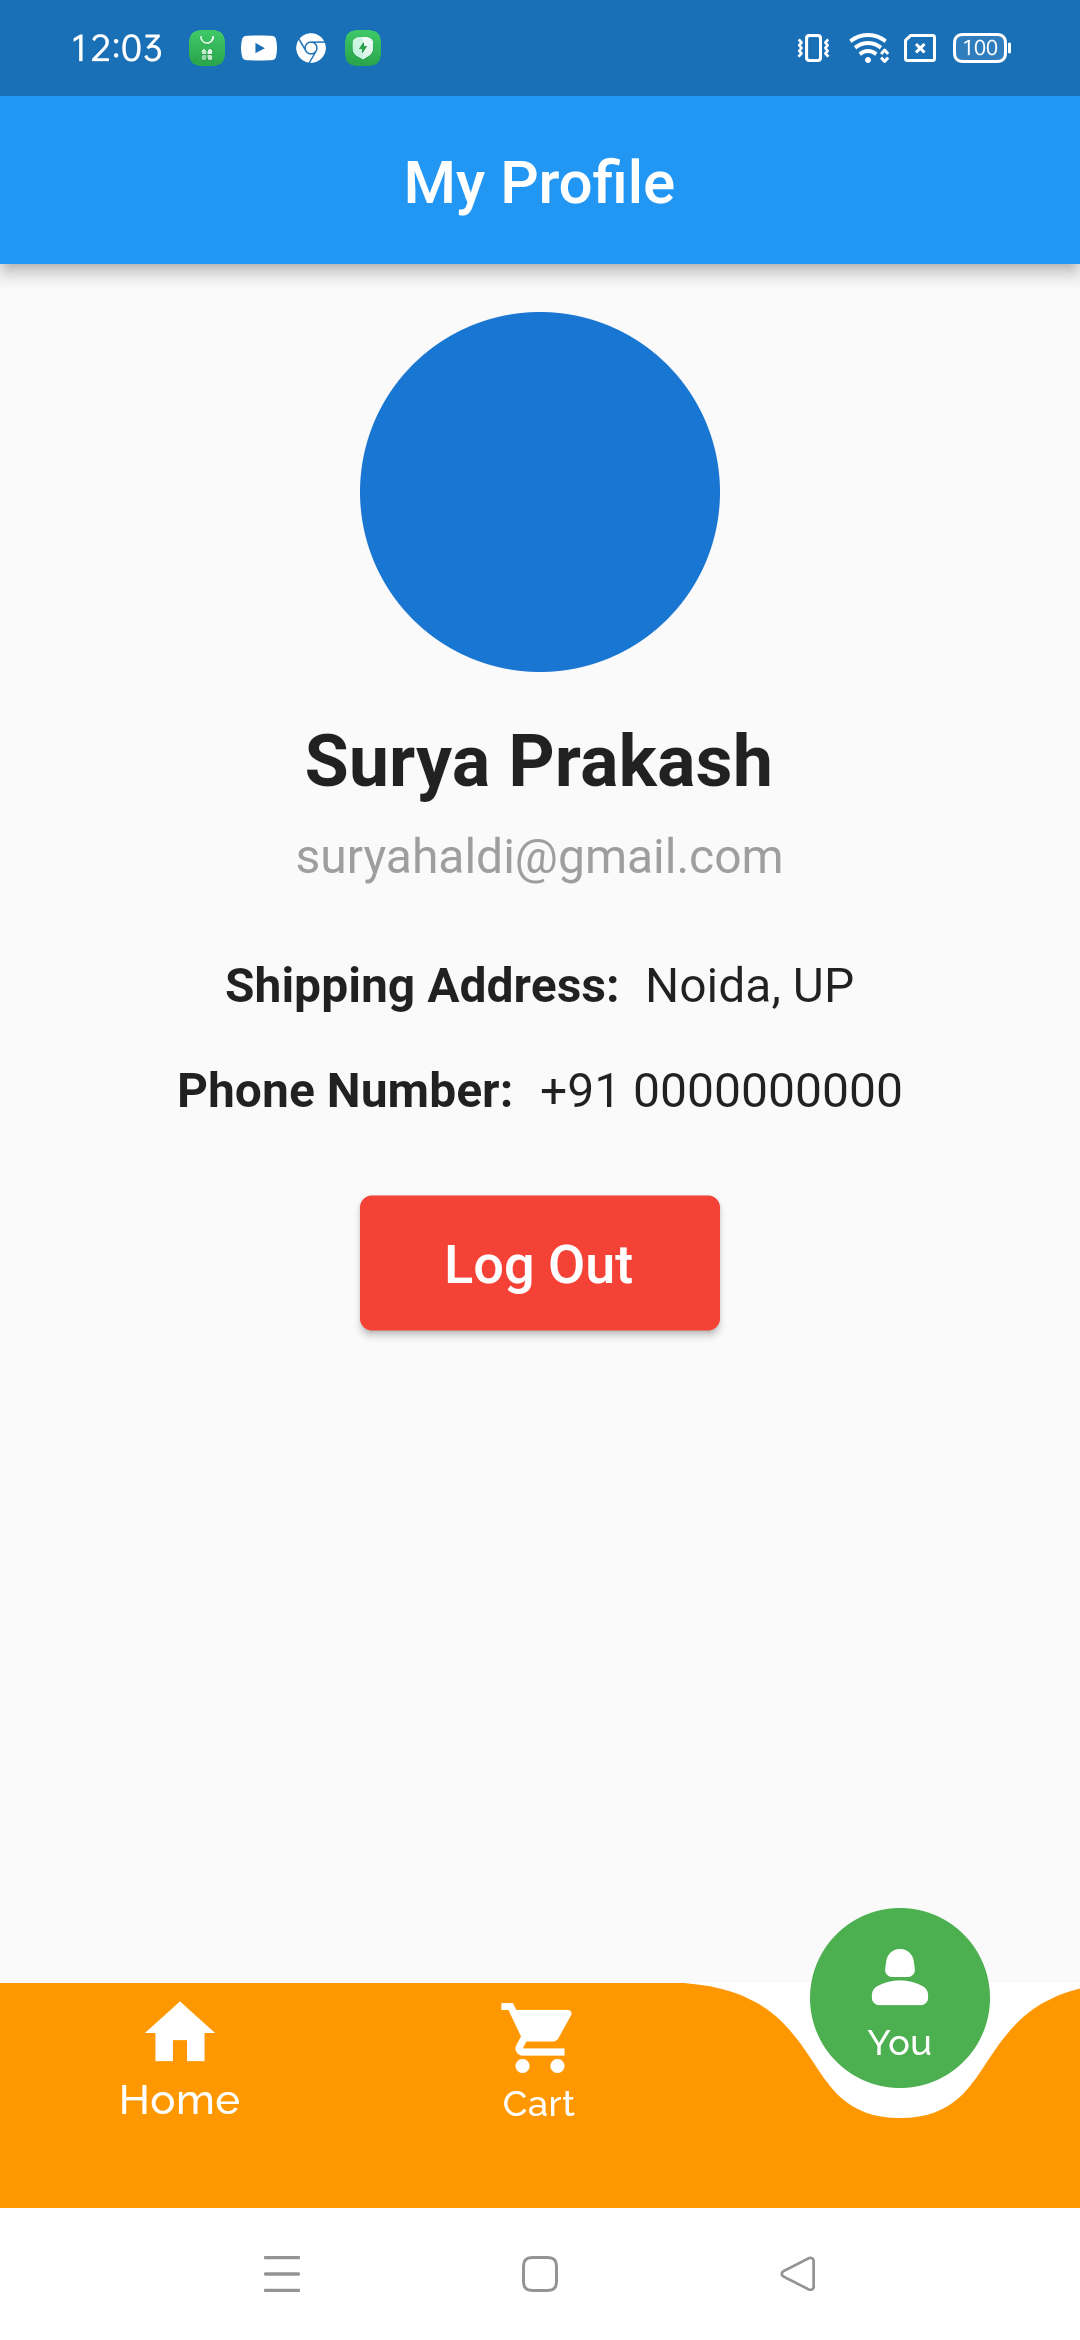 12:03
100
My Profile
Surya Prakash
suryahaldi@gmail.com
Shipping Address: Noida, UP
Phone Number: +91 0000000000
Log Out
You
Home
Cart